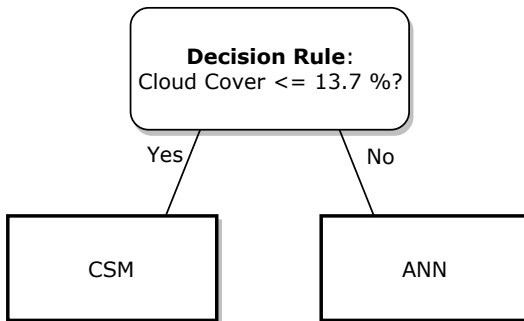 Decision Rule:
Cloud Cover <= 13.7 %?
Yes
No
CSM
ANN